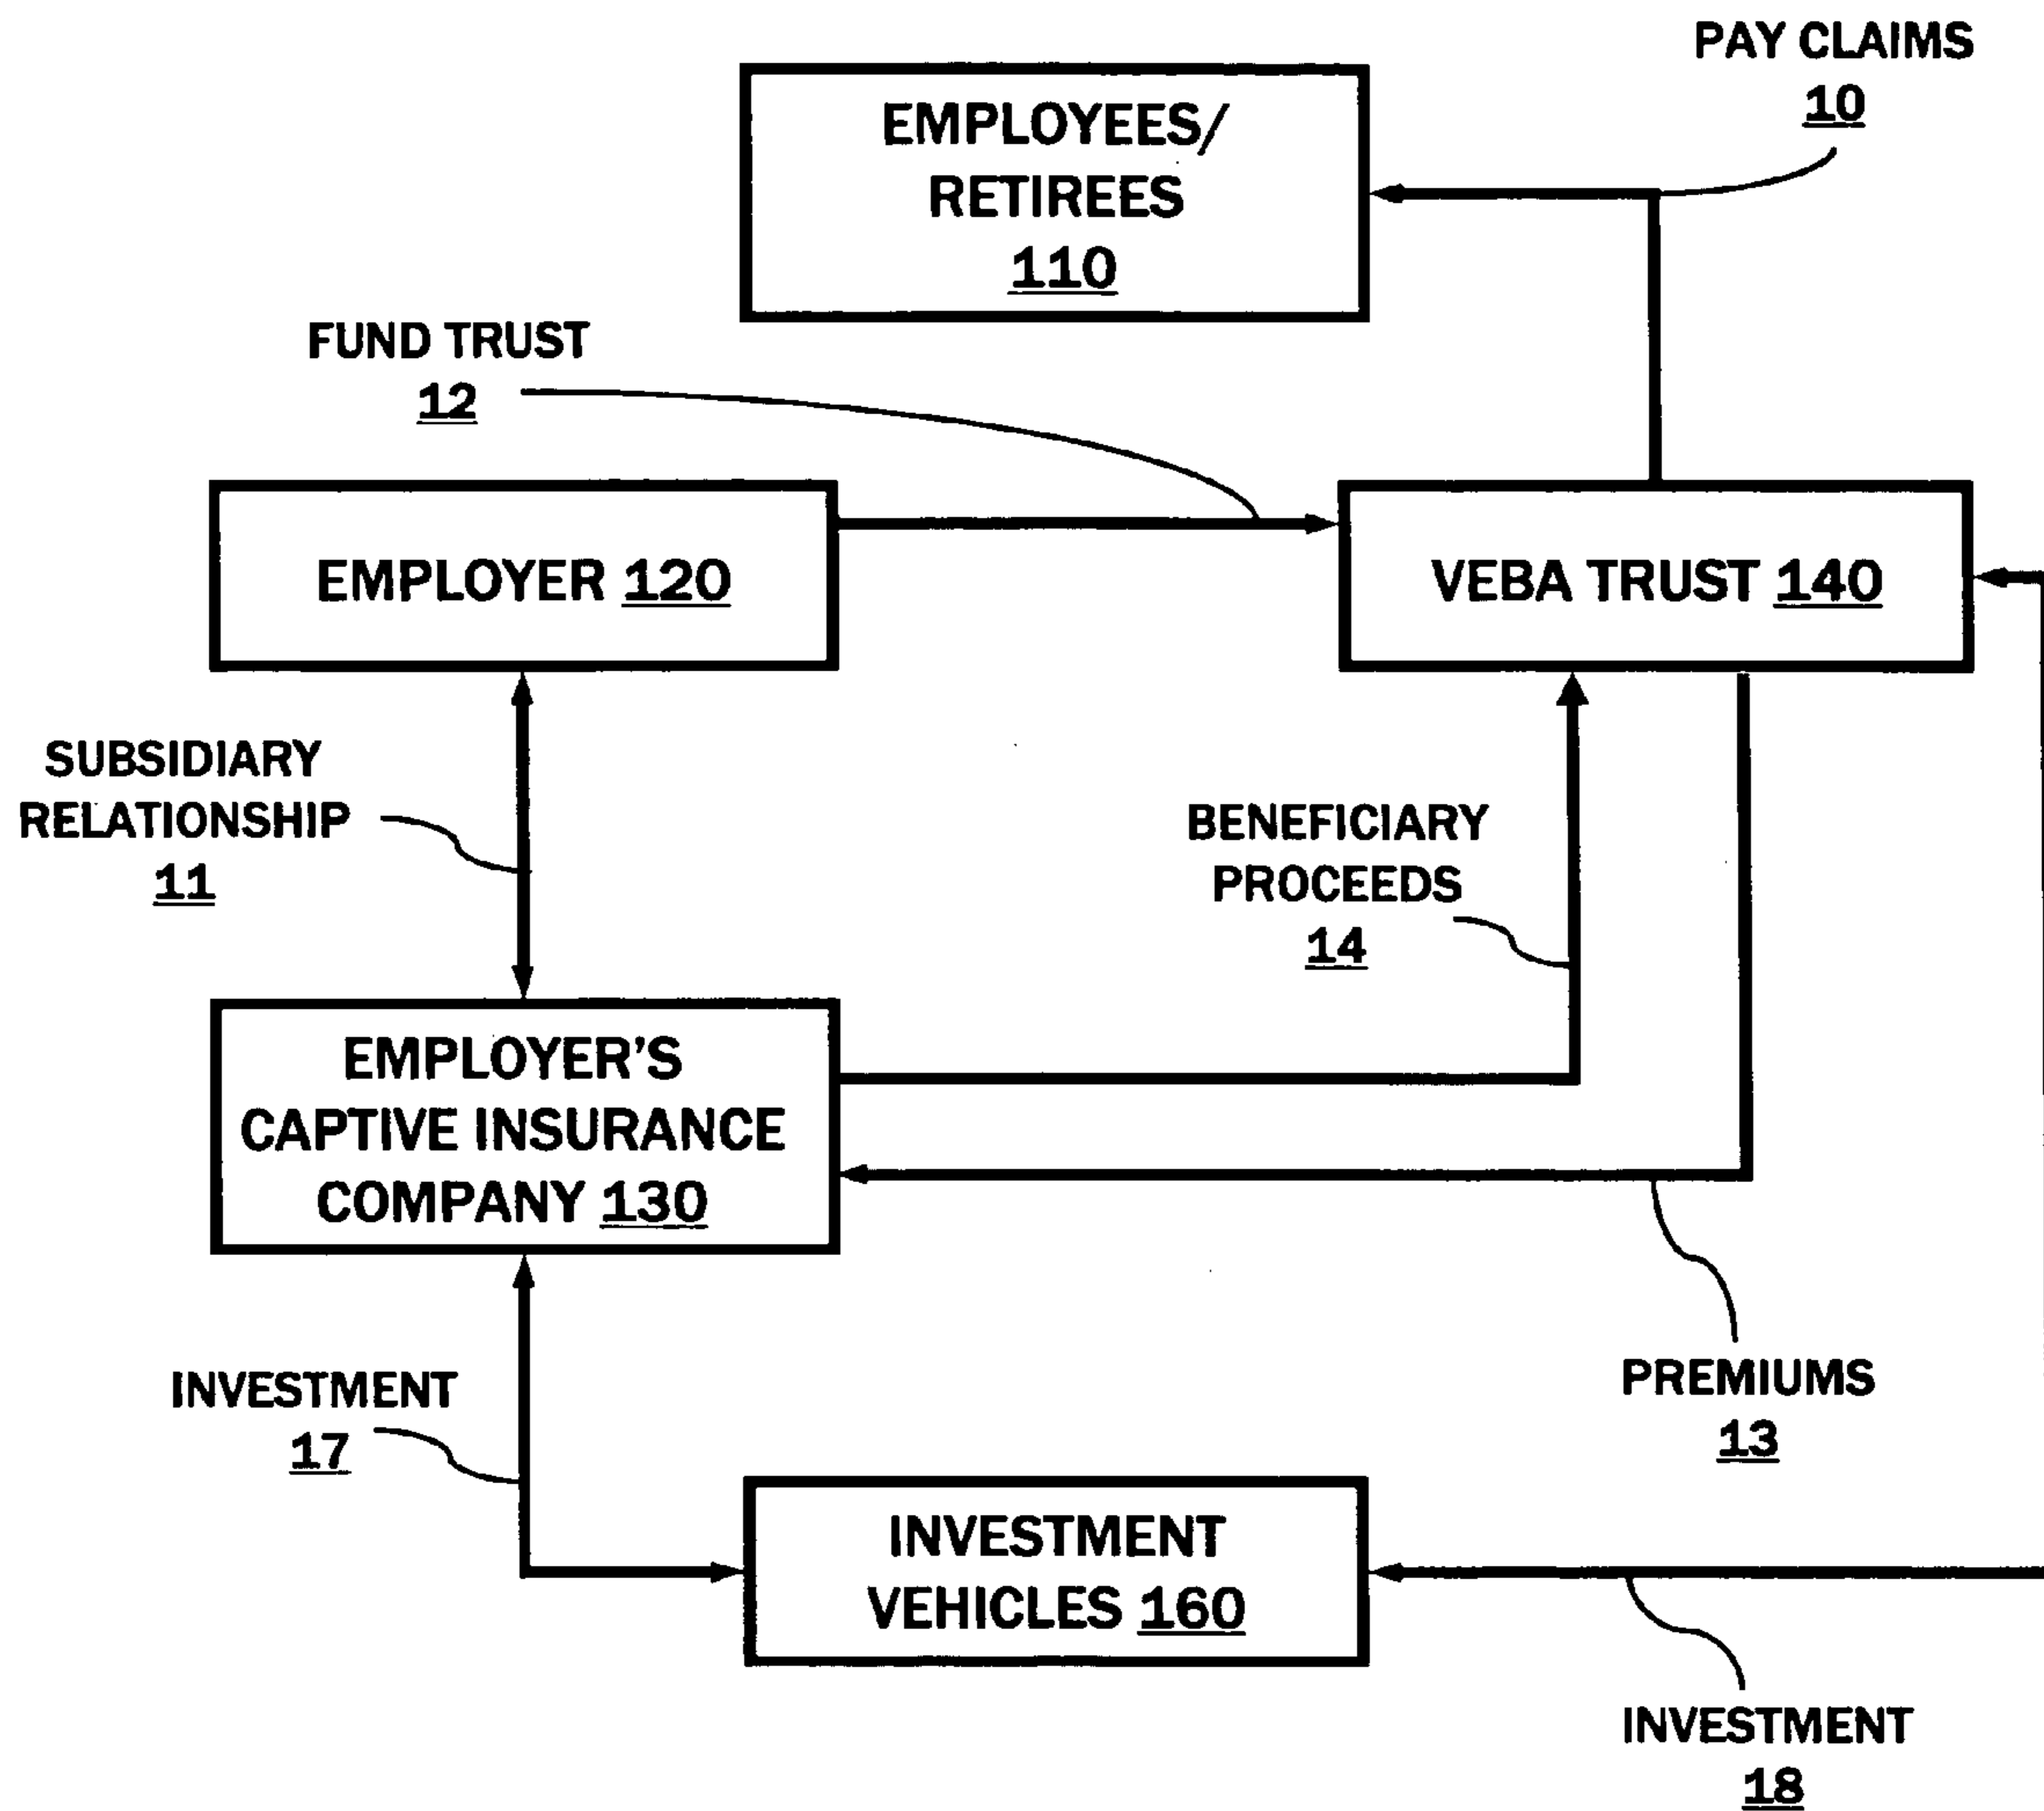 PAY CLAIMS
10
EMPLOYEES/
RETIREES
110
FUND TRUST
12
EMPLOYER 120
VEBA TRUST 140
SUBSIDIARY
RELATIONSHIP
11
BENEFICIARY
PROCEEDS
14
EMPLOYER'S
CAPTIVE INSURANCE
COMPANY 130
INVESTMENT
17
PREMIUMS
13
INVESTMENT
VEHICLES 160
INVESTMENT
18